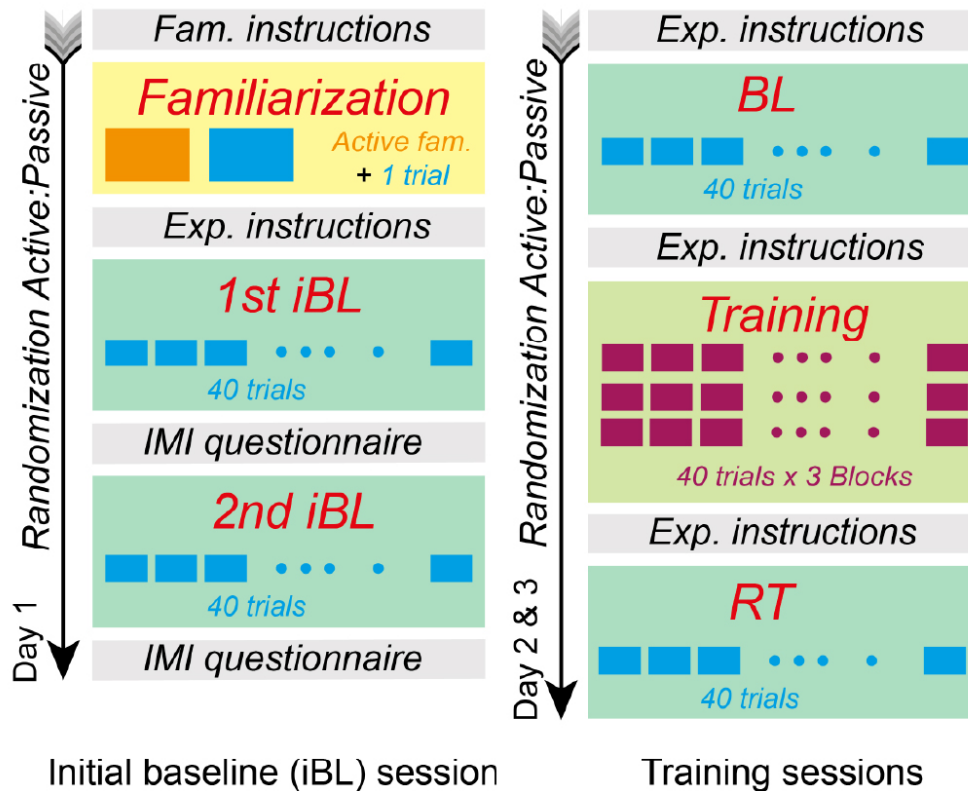 Randomization Active:Passive
Day 1
Fam. instructions
Familiarization
Active fam.
+ 1 trial
Exp. instructions
1st iBL
40 trials
IMI questionnaire
2nd iBL
40 trials
IMI questionnaire
Initial baseline (iBL) session
Randomization Active:Passive
Day 2 & 3
Exp. instructions
BL
40 trials
Exp. instructions
Training
40 trials x 3 Blocks
Exp. instructions
RT
40 trials
Training sessions